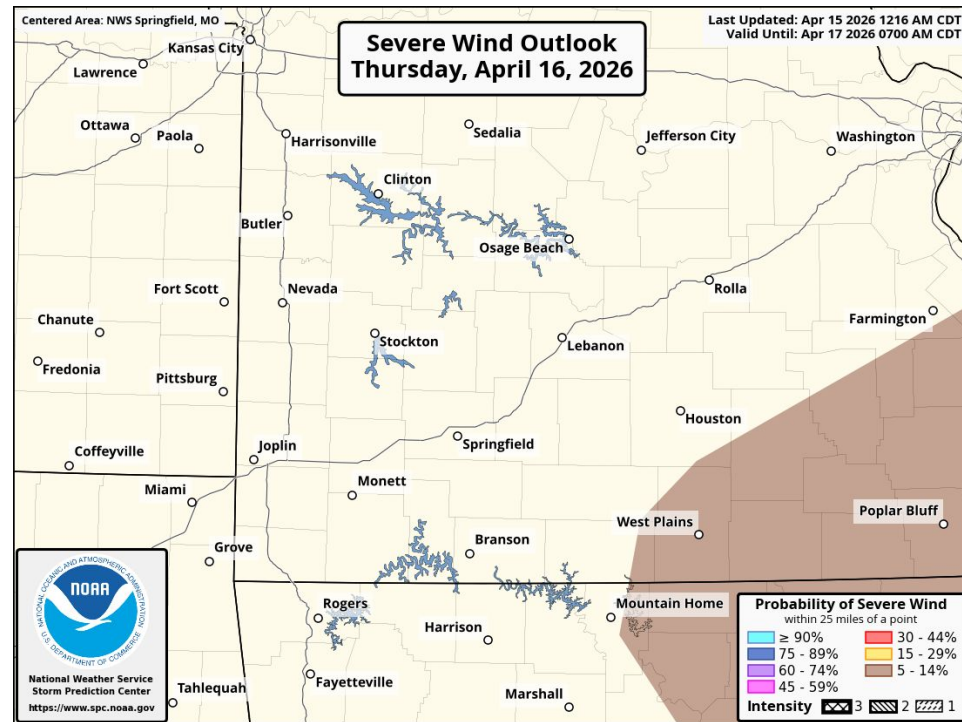 Centered Area: NWS Springfield, MO
Last Updated: Apr 15 2026 1216 AM CDT
Valid Until: Apr 17 2026 0700 AM CDT
Severe Wind Outlook
Thursday, April 16, 2026
Kansas City
Lawrence
Ottawa
Paola
Harrisonville
Sedalia
Jefferson City
Washington
Clinton
Butler
Osage Beach
Fort Scott
Nevada
Rolla
Chanute
Farmington
Stockton
Lebanon
Fredonia
Pittsburg
Houston
Coffeyville
Joplin
Springfield
Miami
Monett
West Plains
Poplar Bluff
Grove
Branson
Rogers
Mountain Home
Harrison
Tahlequah
Fayetteville
Marshall
NATIONAL OCEANIC AND ATMOSPHERIC ADMINISTRATION
NOAA
U.S. DEPARTMENT OF COMMERCE
National Weather Service
Storm Prediction Center
https://www.spc.noaa.gov
Probability of Severe Wind
within 25 miles of a point
≥ 90%
75 - 89%
60 - 74%
45 - 59%
30 - 44%
15 - 29%
5 - 14%
Intensity 3 2 1